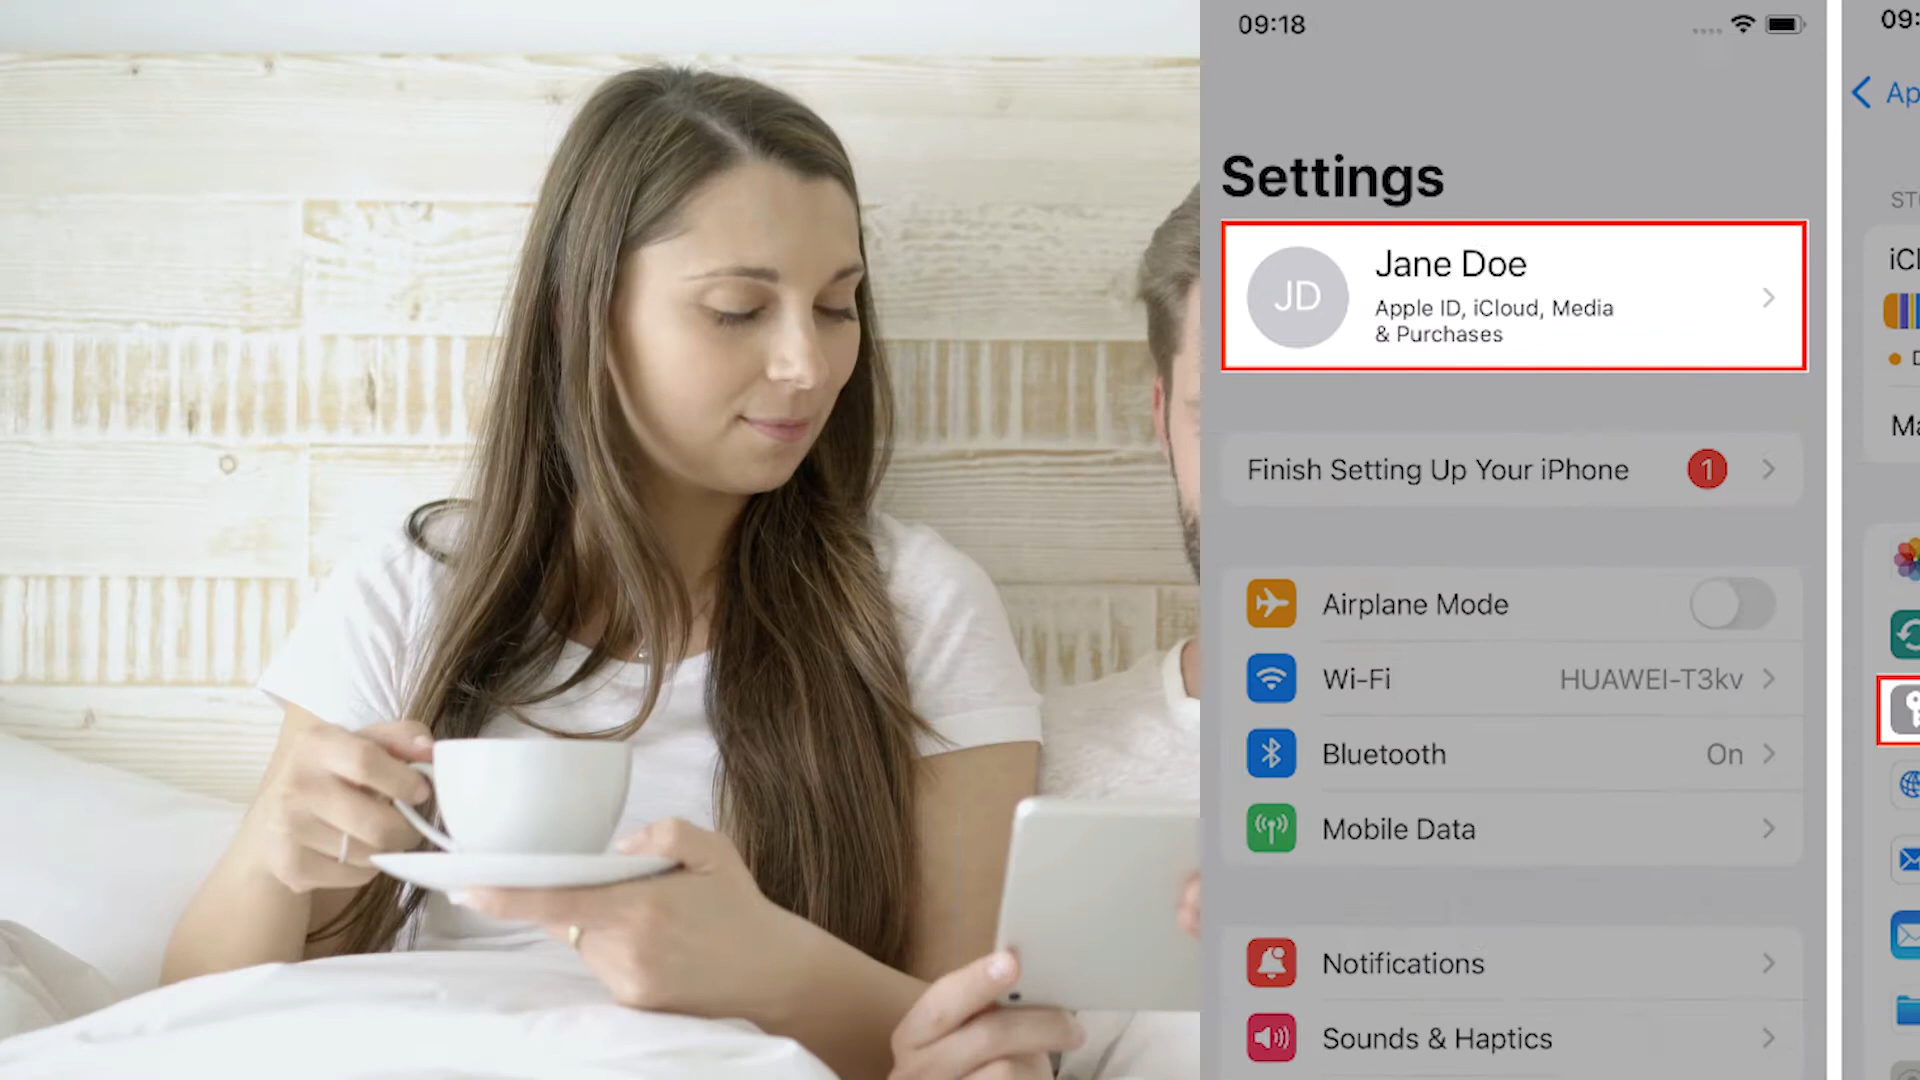 09:18
Settings
JD
Jane Doe
Apple ID, iCloud, Media
& Purchases
Finish Setting Up Your iPhone
1
Airplane Mode
Wi-Fi
HUAWEI-T3kv
Bluetooth
On
Mobile Data
Notifications
Sounds & Haptics
09: